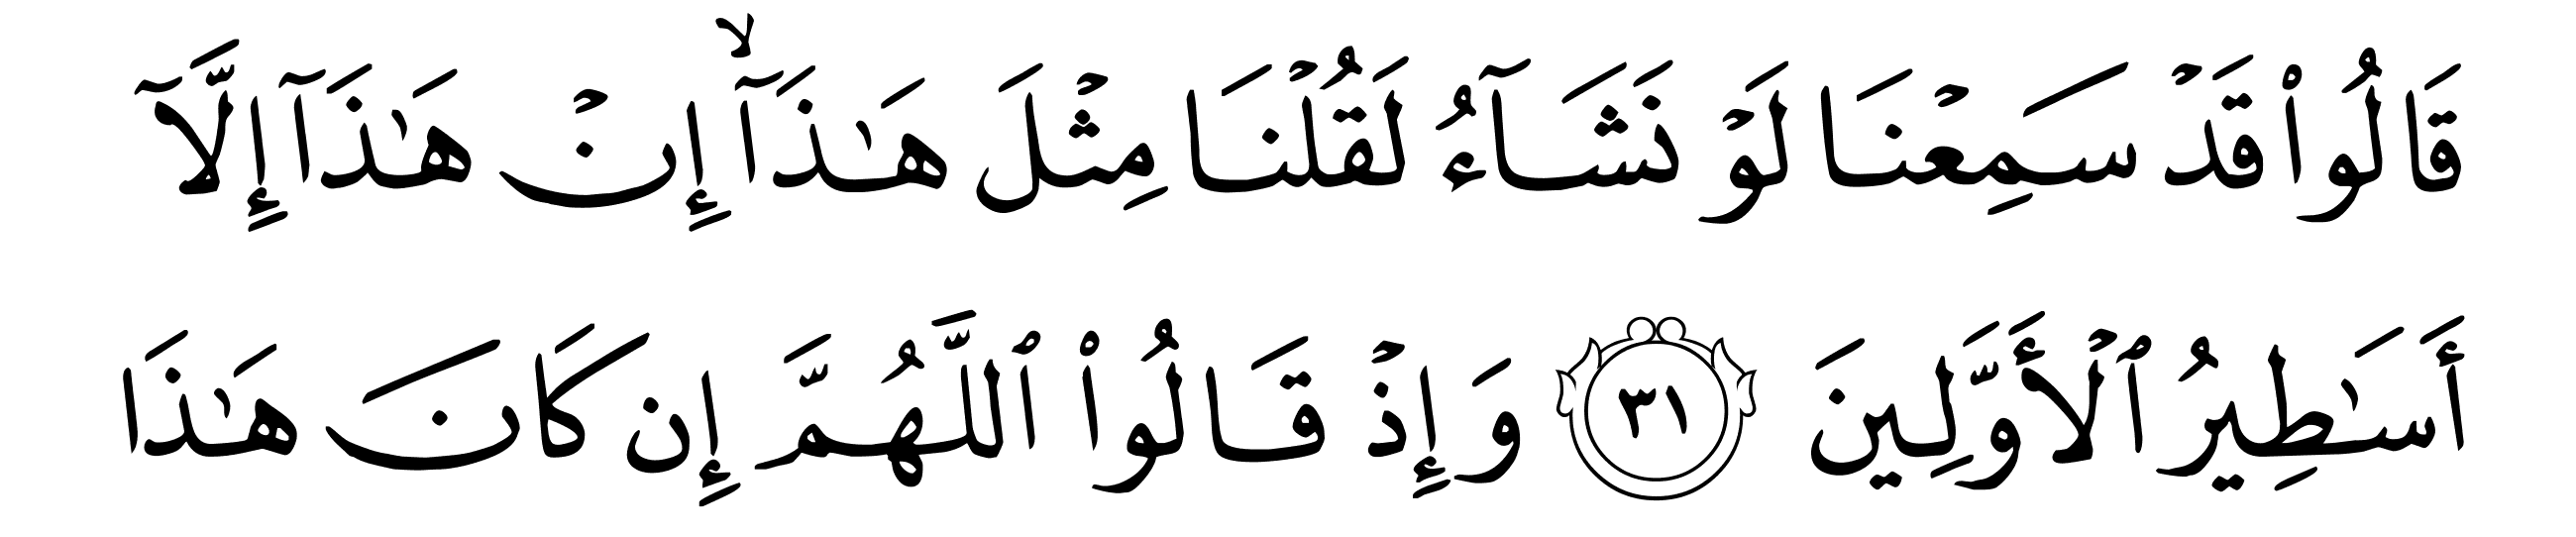 قَالُوا۟ قَدۡ سَمِعۡنَا لَوۡ نَشَآءُ لَقُلۡنَا مِثۡلَ هَـٰذَآۙ إِنۡ هَـٰذَآ إِلَّآ
أَسَـٰطِيرُ ٱلۡأَوَّلِينَ ٣١ وَإِذۡ قَالُوا۟ ٱللَّهُمَّ إِن كَانَ هَـٰذَا